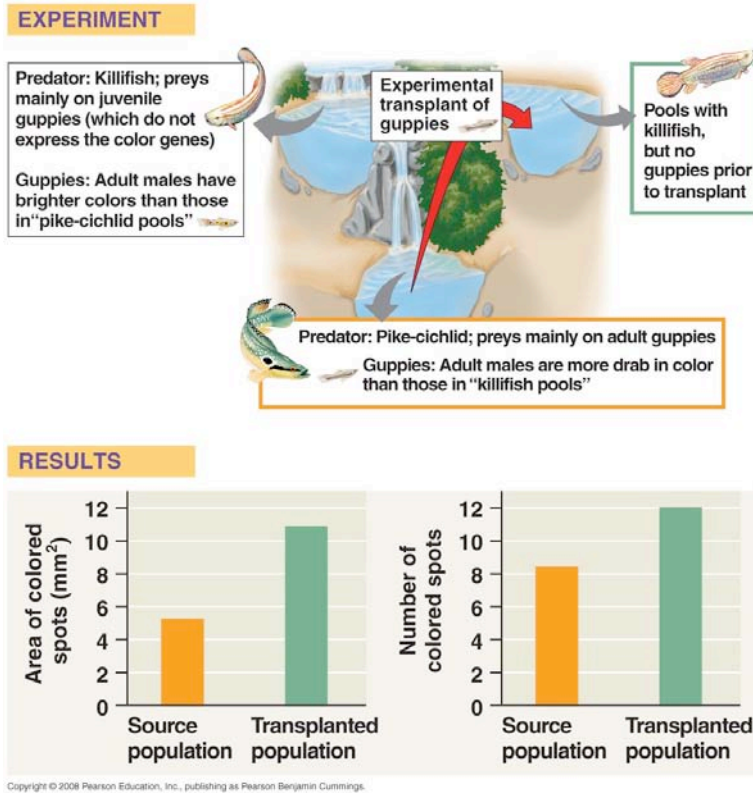 EXPERIMENT
Predator: Killifish; preys
mainly on juvenile
guppies (which do not
express the color genes)
Guppies: Adult males have
brighter colors than those
in“pike-cichlid pools”
Experimental
transplant of
guppies
Pools with
killifish,
but no
guppies prior
to transplant
Predator: Pike-cichlid; preys mainly on adult guppies
Guppies: Adult males are more drab in color
than those in “killifish pools”
RESULTS
Area of colored
spots (mm²)
12
10
8
6
4
2
0
Source
population
Transplanted
population
Number of
colored spots
12
10
8
6
4
2
0
Source
population
Transplanted
population
Copyright © 2008 Pearson Education, Inc., publishing as Pearson Benjamin Cummings.